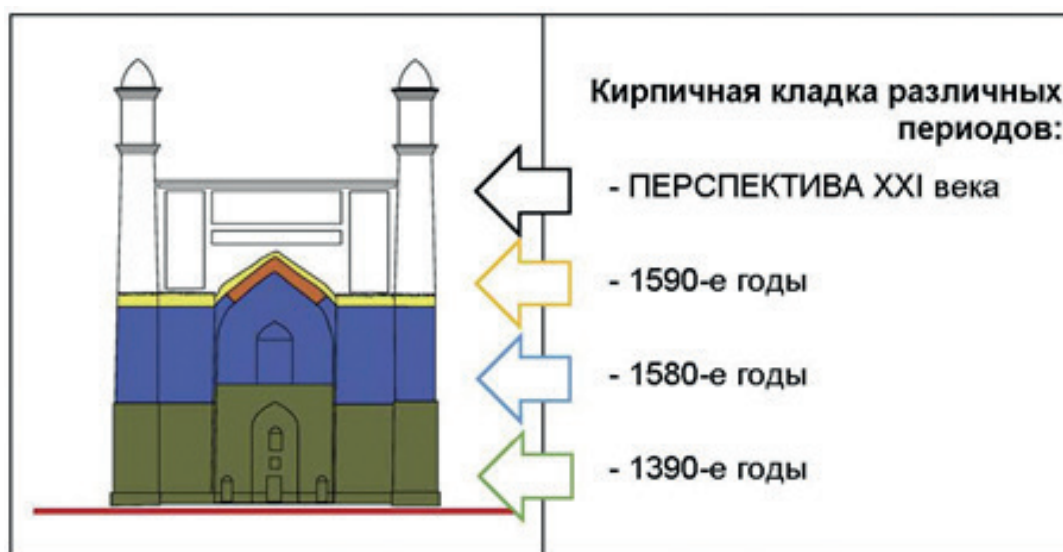 Кирпичная кладка различных
периодов:
- ПЕРСПЕКТИВА XXI века
- 1590-е годы
- 1580-е годы
- 1390-е годы